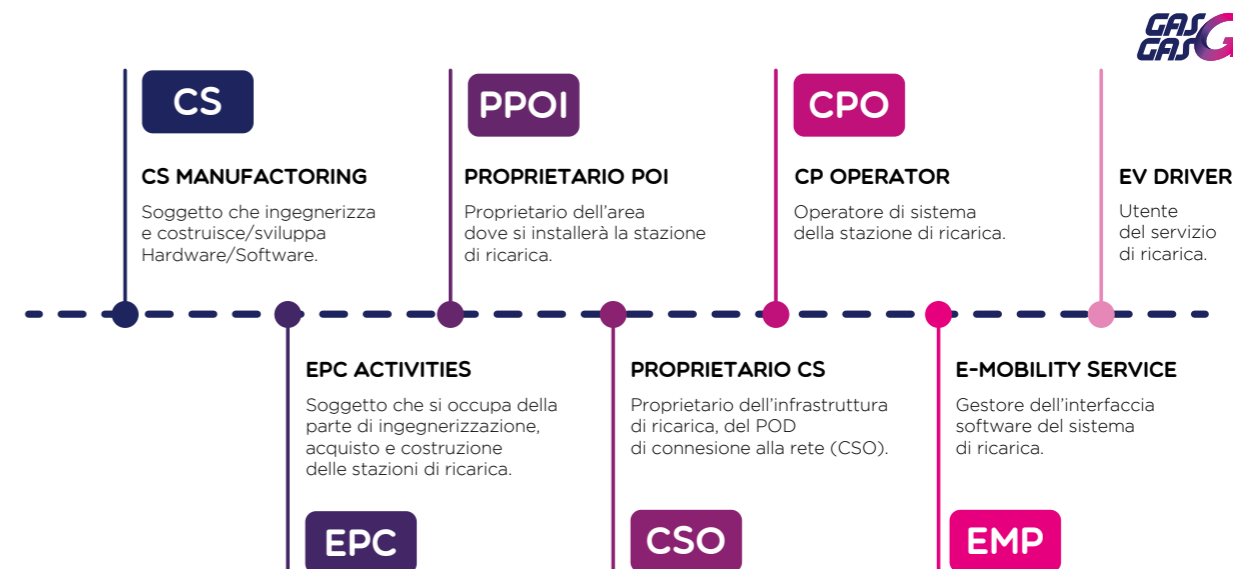 GAS
GAS
CS
CS MANUFACTORING
Soggetto che ingegnerizza
e costruisce/sviluppa
Hardware/Software.
PPOI
PROPRIETARIO POI
Proprietario dell'area
dove si installerà la stazione
di ricarica.
CPO
CP OPERATOR
Operatore di sistema
della stazione di ricarica.
EV DRIVER
Utente
del servizio
di ricarica.
EPC ACTIVITIES
Soggetto che si occupa della
parte di ingegnerizzazione,
acquisto e costruzione
delle stazioni di ricarica.
EPC
PROPRIETARIO CS
Proprietario dell'infrastruttura
di ricarica, del POD
di connesione alla rete (CSO).
CSO
E-MOBILITY SERVICE
Gestore dell'interfaccia
software del sistema
di ricarica.
EMP